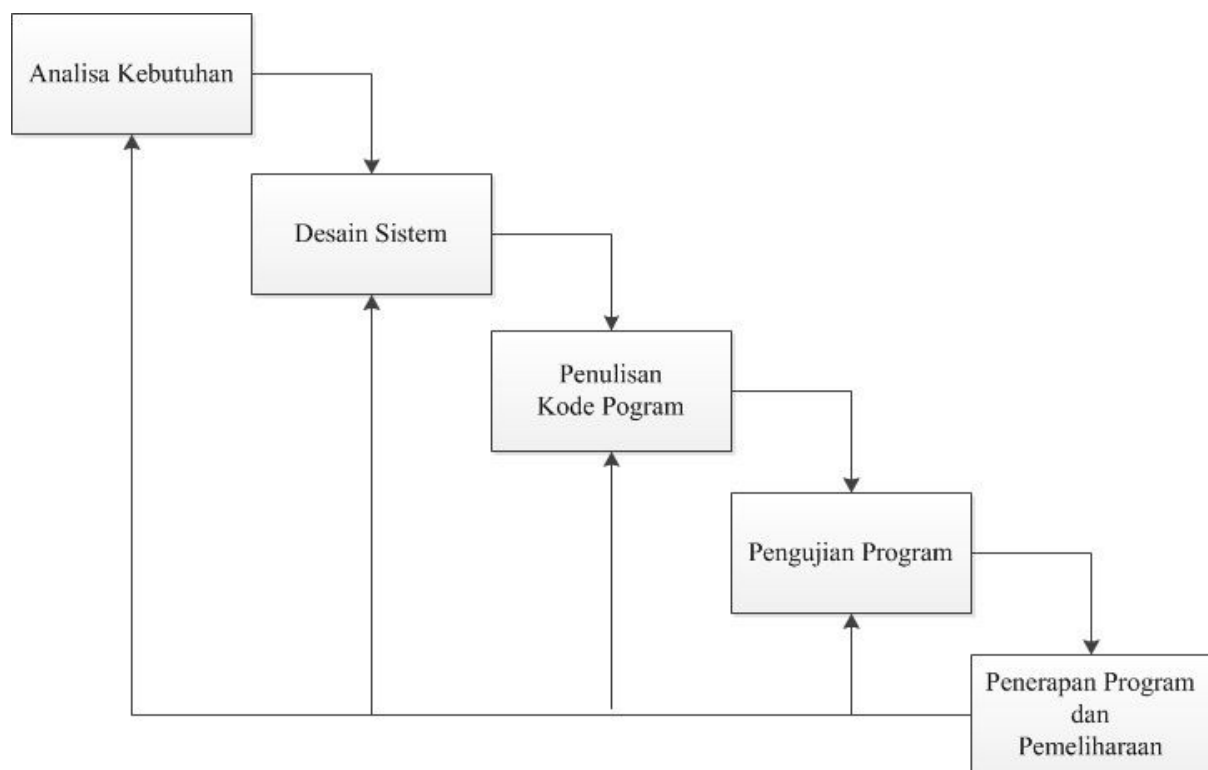 Analisa Kebutuhan
Desain Sistem
Penulisan
Kode Pogram
Pengujian Program
Penerapan Program
dan
Pemeliharaan